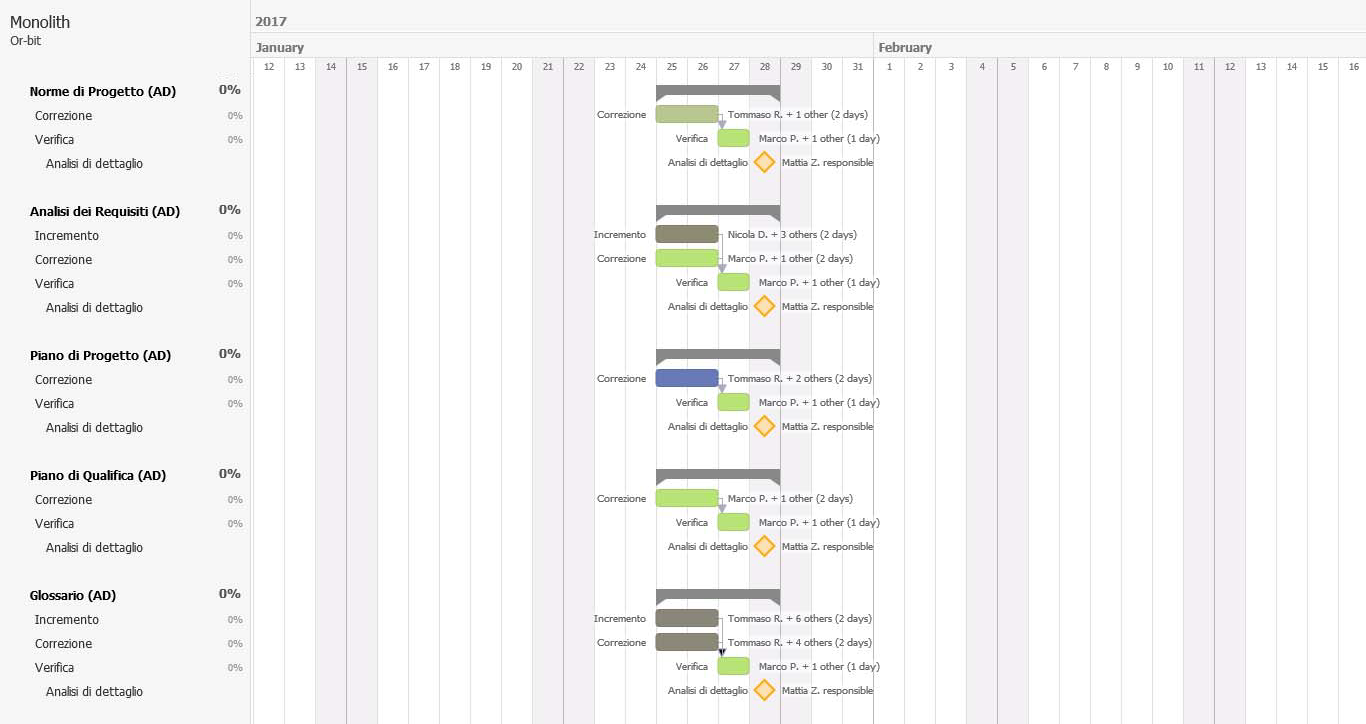 Monolith
Or-bit
2017
January February
12 13 14 15 16 17 18 19 20 21 22 23 24 25 26 27 28 29 30 31 1 2 3 4 5 6 7 8 9 10 11 12 13 14 15 16
Norme di Progetto (AD) 0%
Correzione 0% Correzione Tommaso R. + 1 other (2 days)
Verifica 0% Verifica Marco P. + 1 other (1 day)
Analisi di dettaglio Analisi di dettaglio Mattia Z. responsible
Analisi dei Requisiti (AD) 0%
Incremento 0% Incremento Nicola D. + 3 others (2 days)
Correzione 0% Correzione Marco P. + 1 other (2 days)
Verifica 0% Verifica Marco P. + 1 other (1 day)
Analisi di dettaglio Analisi di dettaglio Mattia Z. responsible
Piano di Progetto (AD) 0%
Correzione 0% Correzione Tommaso R. + 2 others (2 days)
Verifica 0% Verifica Marco P. + 1 other (1 day)
Analisi di dettaglio Analisi di dettaglio Mattia Z. responsible
Piano di Qualifica (AD) 0%
Correzione 0% Correzione Marco P. + 1 other (2 days)
Verifica 0% Verifica Marco P. + 1 other (1 day)
Analisi di dettaglio Analisi di dettaglio Mattia Z. responsible
Glossario (AD) 0%
Incremento 0% Incremento Tommaso R. + 6 others (2 days)
Correzione 0% Correzione Tommaso R. + 4 others (2 days)
Verifica 0% Verifica Marco P. + 1 other (1 day)
Analisi di dettaglio Analisi di dettaglio Mattia Z. responsible